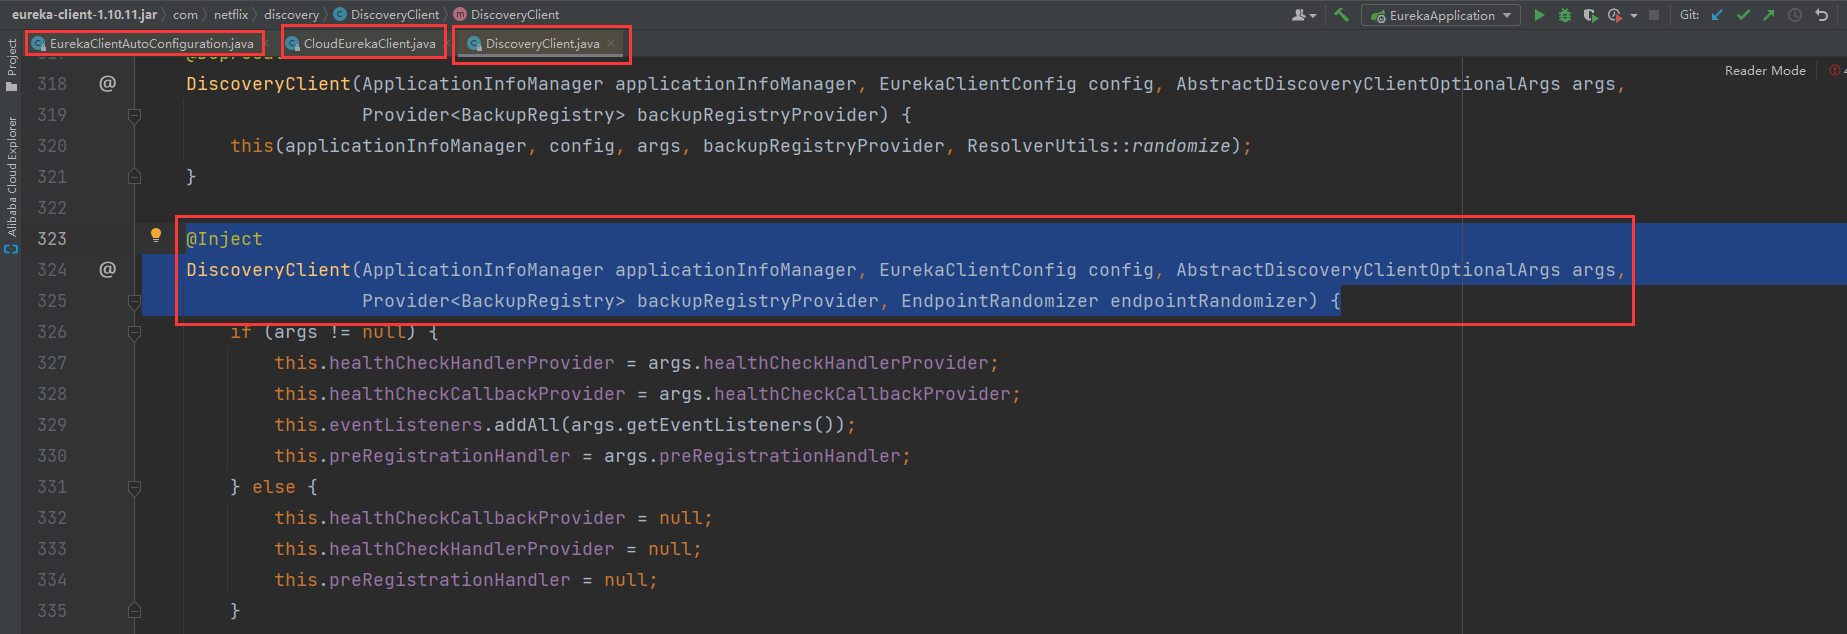 eureka-client-1.10.11.jar com netflix discovery DiscoveryClient DiscoveryClient
EurekaApplication Git:
EurekaClientAutoConfiguration.java CloudEurekaClient.java DiscoveryClient.java
Project
Alibaba Cloud Explorer
Reader Mode
318 @ DiscoveryClient(ApplicationInfoManager applicationInfoManager, EurekaClientConfig config, AbstractDiscoveryClientOptionalArgs args,
319 Provider<BackupRegistry> backupRegistryProvider) {
320 this(applicationInfoManager, config, args, backupRegistryProvider, ResolverUtils::randomize);
321 }
322
323 @Inject
324 @ DiscoveryClient(ApplicationInfoManager applicationInfoManager, EurekaClientConfig config, AbstractDiscoveryClientOptionalArgs args,
325 Provider<BackupRegistry> backupRegistryProvider, EndpointRandomizer endpointRandomizer) {
326 if (args != null) {
327 this.healthCheckHandlerProvider = args.healthCheckHandlerProvider;
328 this.healthCheckCallbackProvider = args.healthCheckCallbackProvider;
329 this.eventListeners.addAll(args.getEventListeners());
330 this.preRegistrationHandler = args.preRegistrationHandler;
331 } else {
332 this.healthCheckCallbackProvider = null;
333 this.healthCheckHandlerProvider = null;
334 this.preRegistrationHandler = null;
335 }